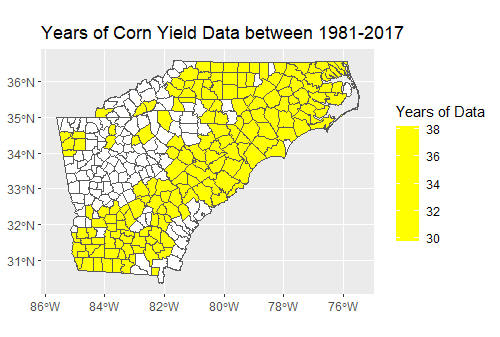 Years of Corn Yield Data between 1981-2017
36°N
35°N
34°N
33°N
32°N
31°N
86°W
84°W
82°W
80°W
78°W
76°W
Years of Data
38
36
34
32
30